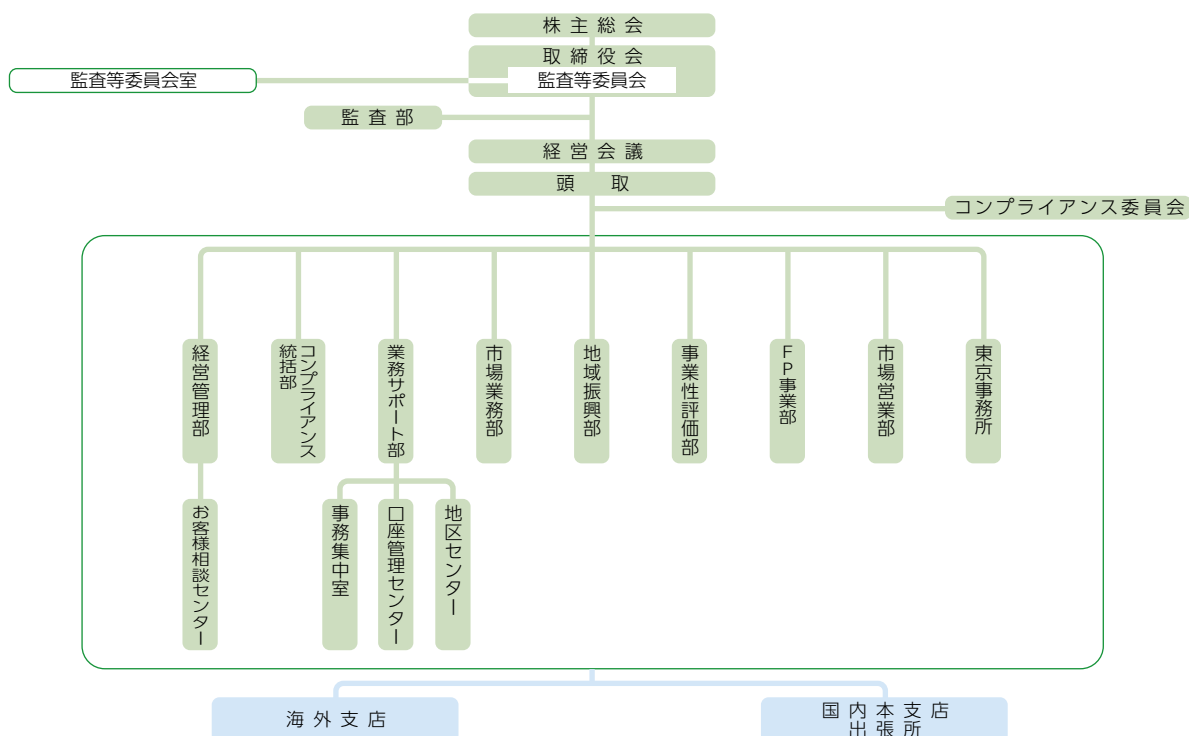 株主総会
取締役会
監査等委員会室
監査等委員会
監査部
経営会議
頭取
コンプライアンス委員会
経営管理部
コンプライアンス
統括部
業務サポート部
市場業務部
地域振興部
事業性評価部
FP事業部
市場営業部
東京事務所
お客様相談センター
事務集中室
口座管理センター
地区センター
海外支店
国内本支店
出張所